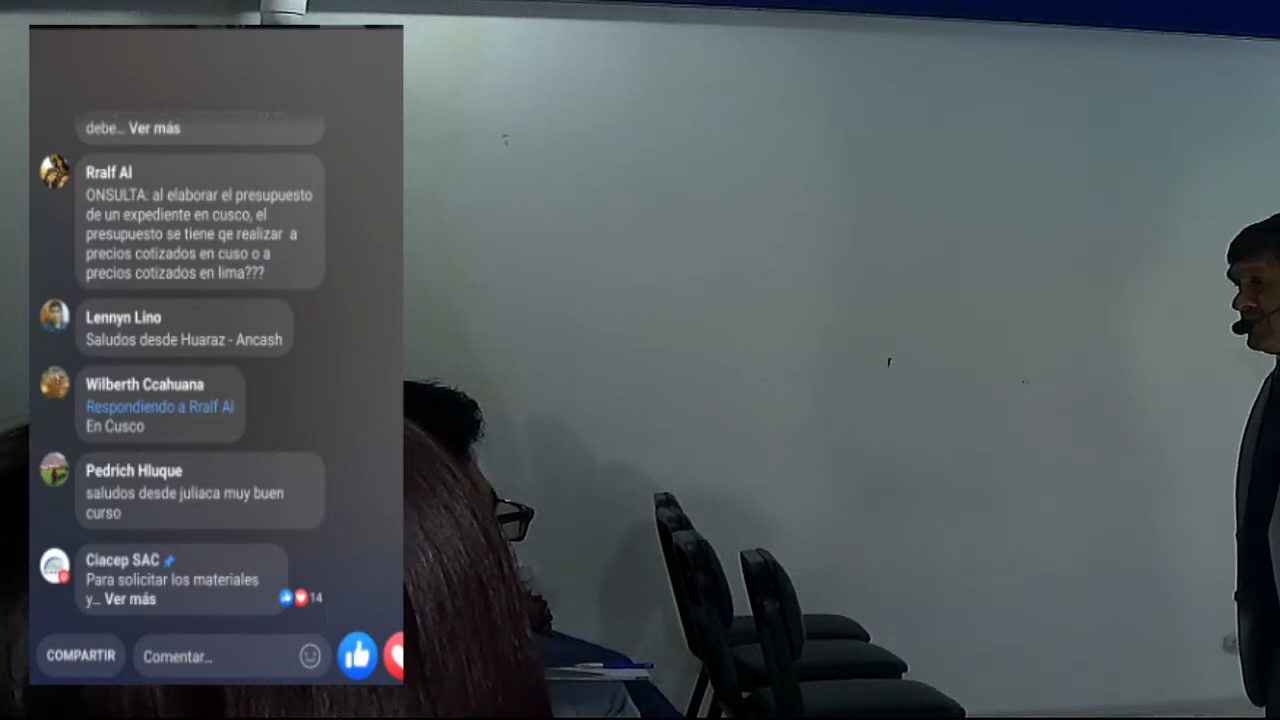 debe... Ver más
Rralf Al
ONSULTA: al elaborar el presupuesto
de un expediente en cusco, el
presupuesto se tiene qe realizar a
precios cotizados en cuso o a
precios cotizados en lima???
Lennyn Lino
Saludos desde Huaraz - Ancash
Wilberth Ccahuana
Respondiendo a Rralf Al
En Cusco
Pedrich Hluque
saludos desde juliaca muy buen
curso
Ciacep SAC
Para solicitar los materiales
y... Ver más
14
COMPARTIR
Comentar...